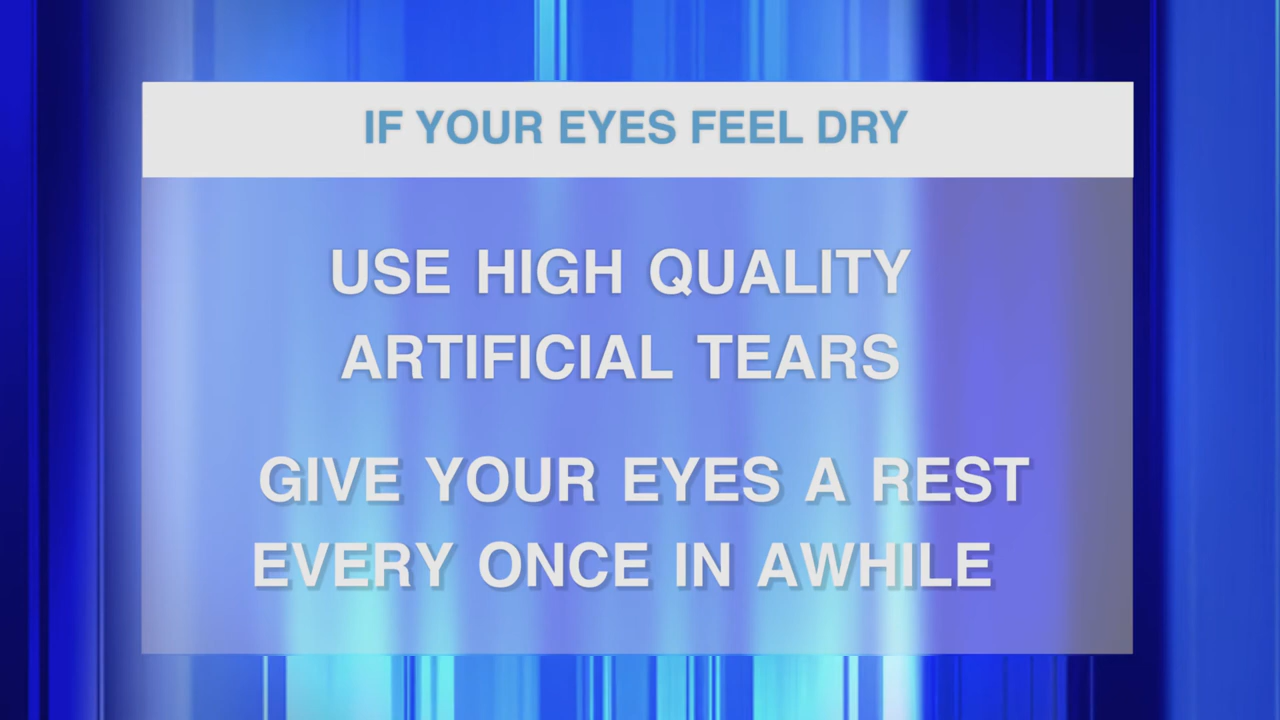 IF YOUR EYES FEEL DRY
USE HIGH QUALITY
ARTIFICIAL TEARS
GIVE YOUR EYES A REST
EVERY ONCE IN AWHILE